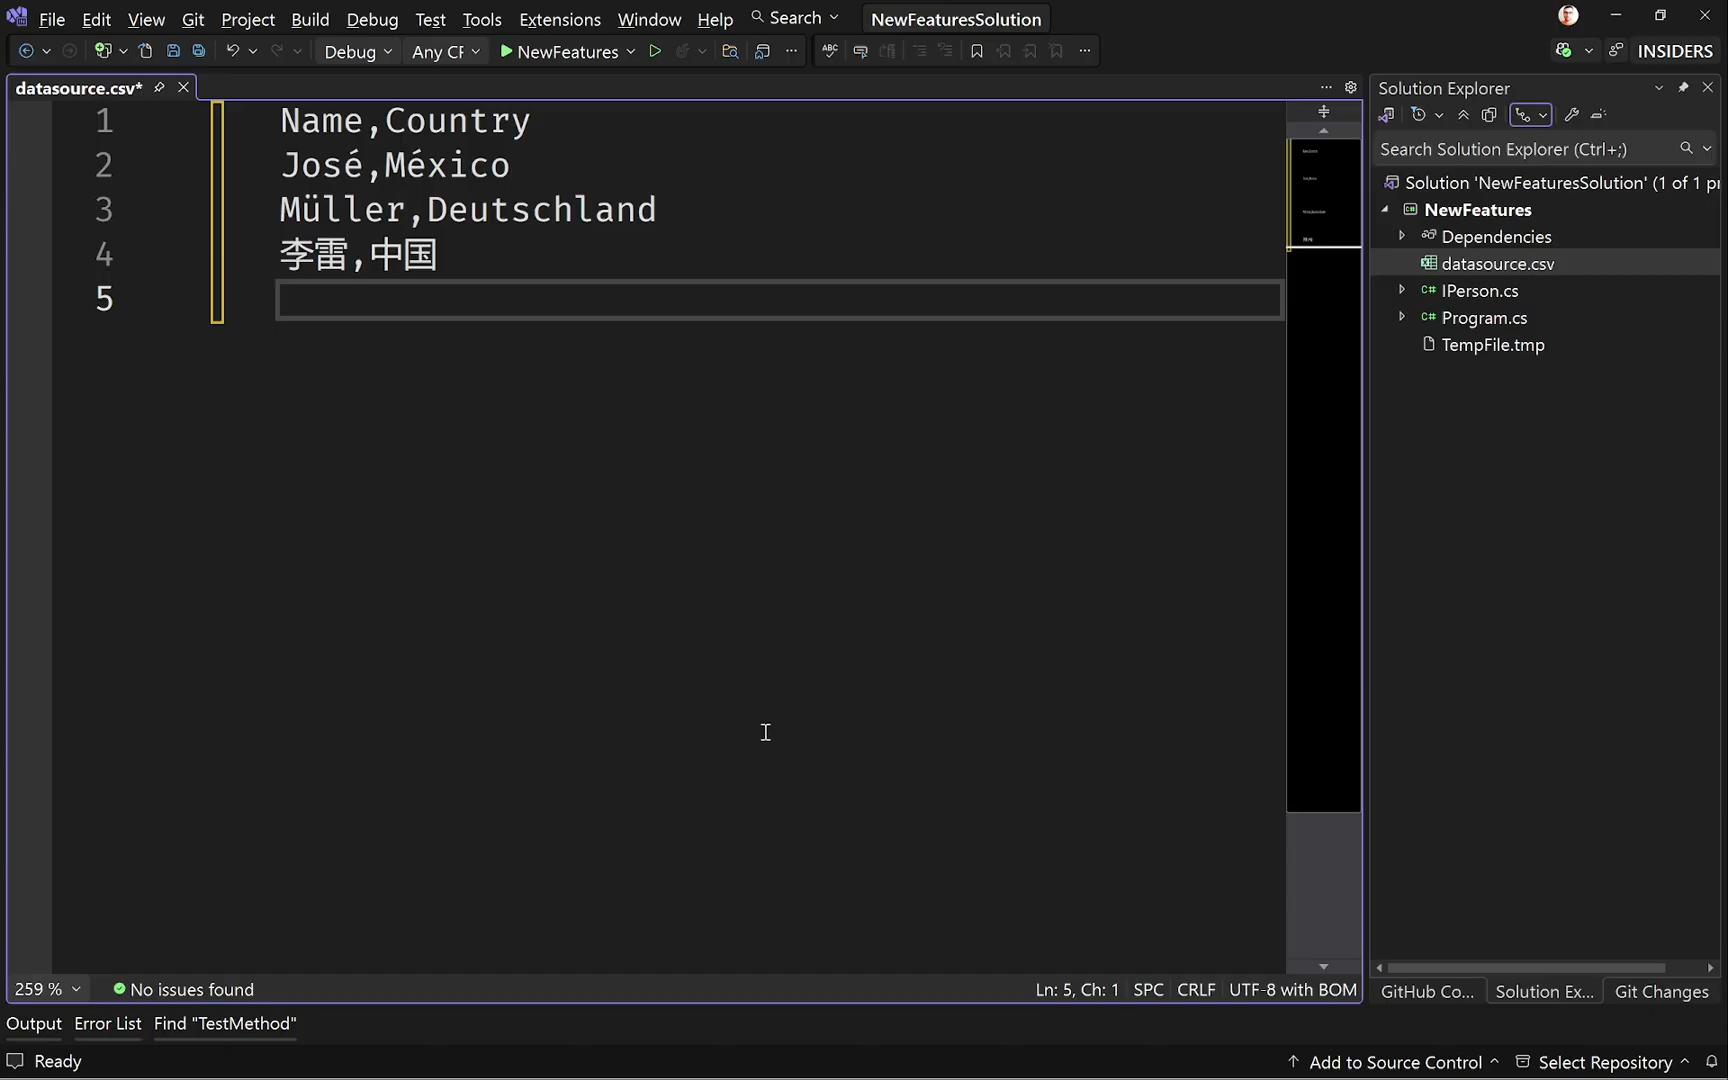 File Edit View Git Project Build Debug Test Tools Extensions Window Help Search NewFeaturesSolution
Debug Any CF NewFeatures ABC INSIDERS
datasource.csv*
1 Name,Country
2 José,México
3 Müller,Deutschland
4 李雷,中国
5
259 % No issues found Ln: 5, Ch: 1 SPC CRLF UTF-8 with BOM
Solution Explorer
Search Solution Explorer (Ctrl+;)
Solution 'NewFeaturesSolution' (1 of 1 pr
NewFeatures
Dependencies
datasource.csv
C# IPerson.cs
C# Program.cs
TempFile.tmp
GitHub Co... Solution Ex... Git Changes
Output Error List Find "TestMethod"
Ready Add to Source Control Select Repository